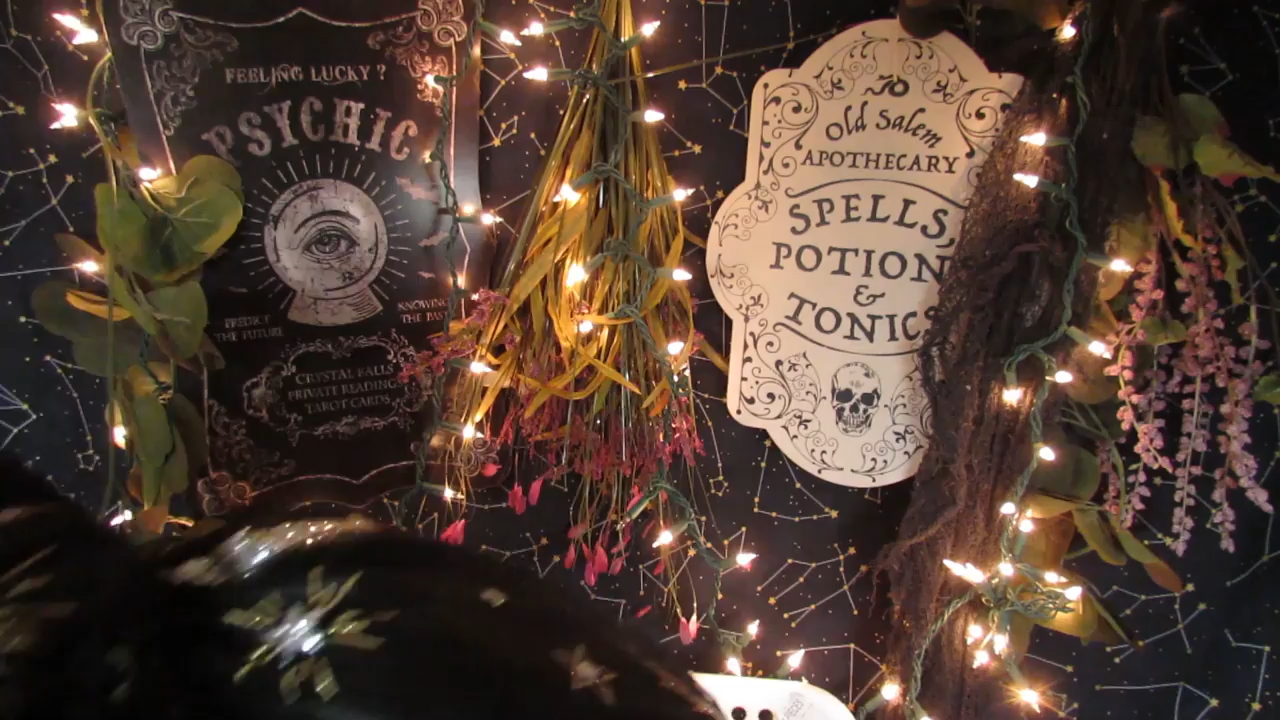 FEELING LUCKY?
PSYCHIC
PREDICT
THE FUTURE
KNOWING
THE PAST
CRYSTAL BALLS
PRIVATE READING
TAROT CARDS
Old Salem
APOTHECARY
SPELLS,
POTION
&
TONICS